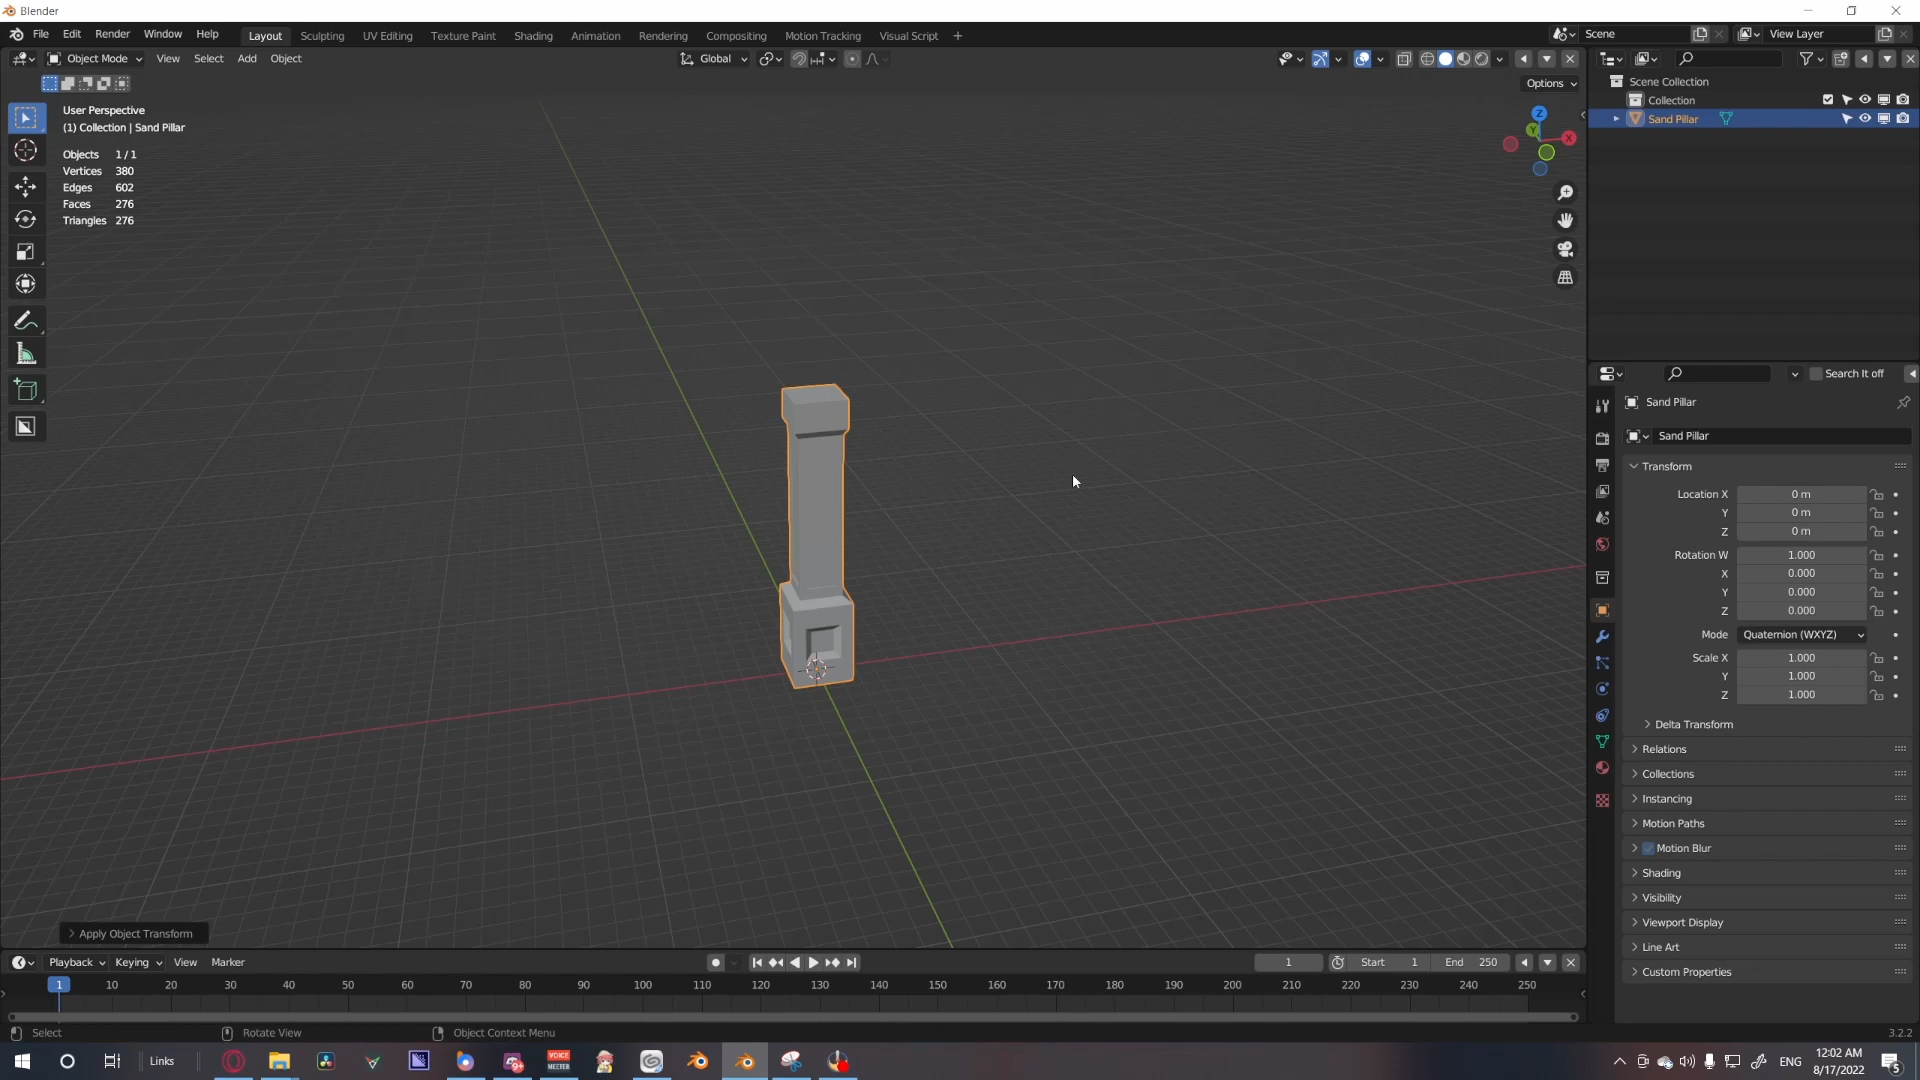 Blender
File Edit Render Window Help Layout Sculpting UV Editing Texture Paint Shading Animation Rendering Compositing Motion Tracking Visual Script + Scene View Layer
Object Mode View Select Add Object Global
Options
User Perspective
(1) Collection | Sand Pillar
Objects 1 / 1
Vertices 380
Edges 602
Faces 276
Triangles 276
Z
Y
X
Scene Collection
Collection
Sand Pillar
Search It off
Sand Pillar
Sand Pillar
Transform
Location X 0 m
Y 0 m
Z 0 m
Rotation W 1.000
X 0.000
Y 0.000
Z 0.000
Mode Quaternion (WXYZ)
Scale X 1.000
Y 1.000
Z 1.000
Delta Transform
Relations
Collections
Instancing
Motion Paths
Motion Blur
Shading
Visibility
Viewport Display
Line Art
Custom Properties
Apply Object Transform
Playback Keying View Marker 1 Start 1 End 250
1 10 20 30 40 50 60 70 80 90 100 110 120 130 140 150 160 170 180 190 200 210 220 230 240 250
Select Rotate View Object Context Menu 3.2.2
Links
VOICE
MEETER
9+
ENG
12:02 AM
8/17/2022
5